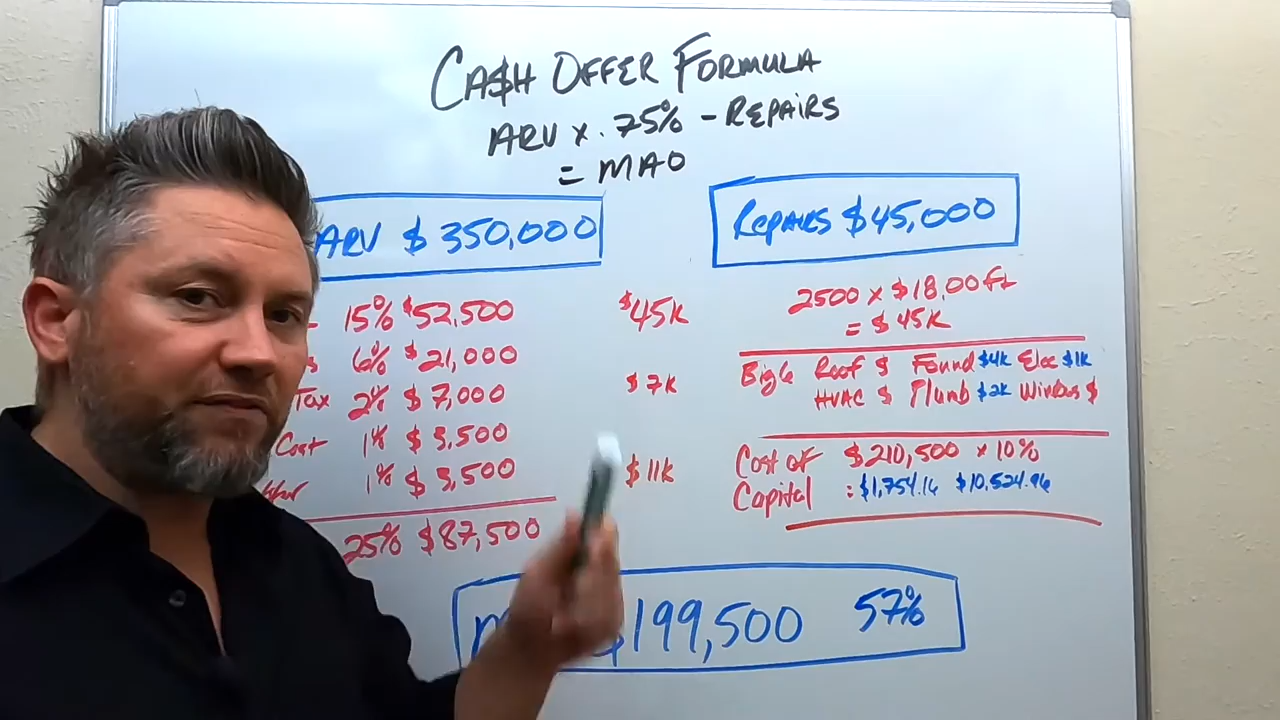 CA$H OFFER FORMULA
ARV x .75% - REPAIRS
= MAO
ARV $350,000
REPAIRS $45,000
15% $52,500
6% $21,000
Tax 2% $7,000
Cost 1% $3,500
1% $3,500
25% $87,500
$45K
$7K
$11K
2500 x $18.00 ft
= $45K
Big 6 Roof $ Found $4K Elec $1K
HVAC $ Plumb $2K Windows $
Cost of $210,500 x 10%
Capital = $1,754.16 $10,524.96
$199,500 57%